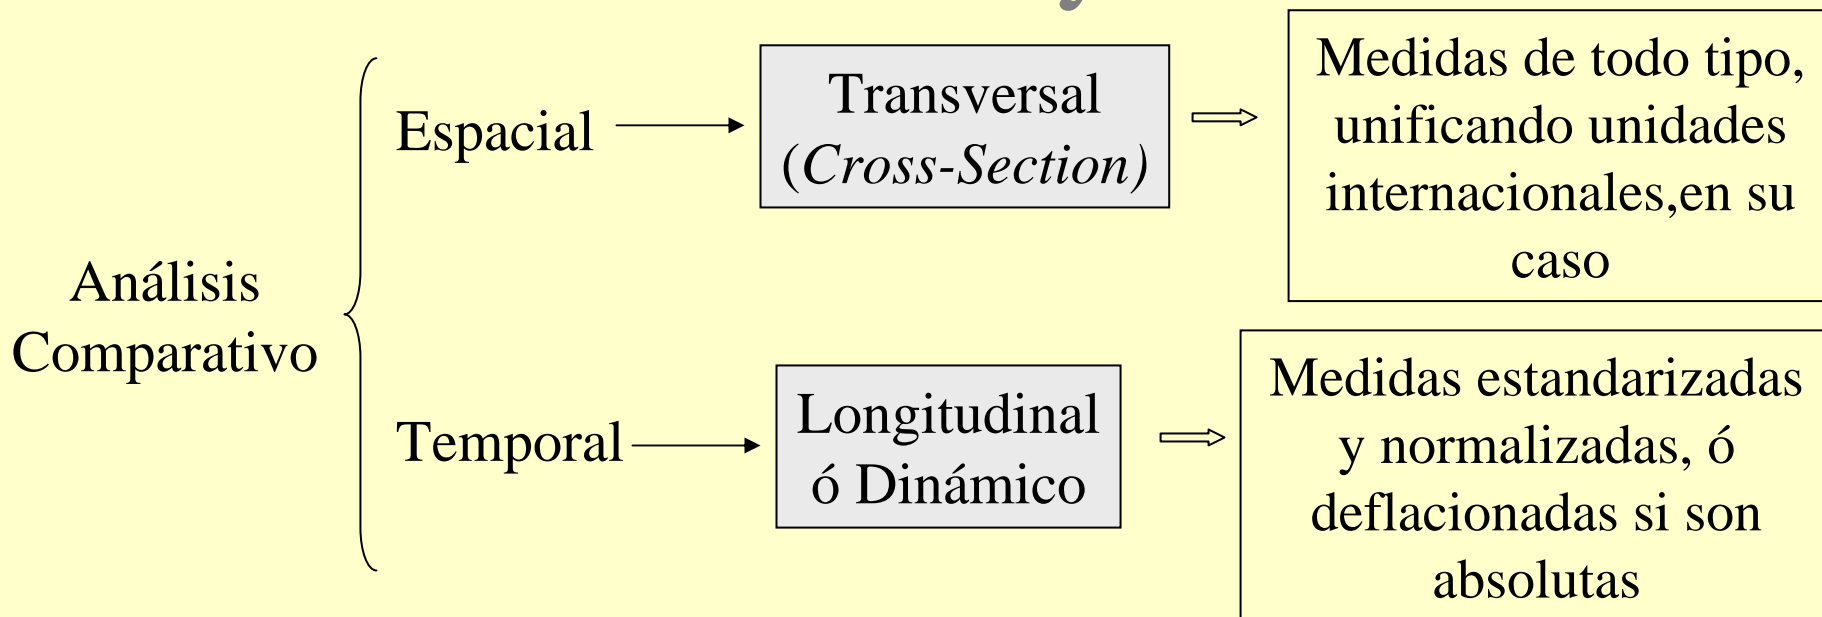 Análisis
Comparativo
Espacial
Transversal
(Cross-Section)
Medidas de todo tipo,
unificando unidades
internacionales,en su
caso
Temporal
Longitudinal
ó Dinámico
Medidas estandarizadas
y normalizadas, ó
deflacionadas si son
absolutas